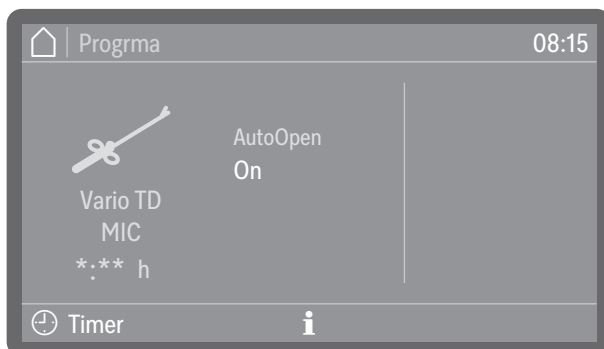 Progrma 08:15
AutoOpen
On
Vario TD
MIC
*:** h
Timer i